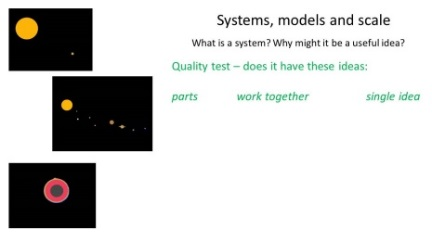 Systems, models and scale
What is a system? Why might it be a useful idea?
Quality test – does it have these ideas:
parts work together single idea